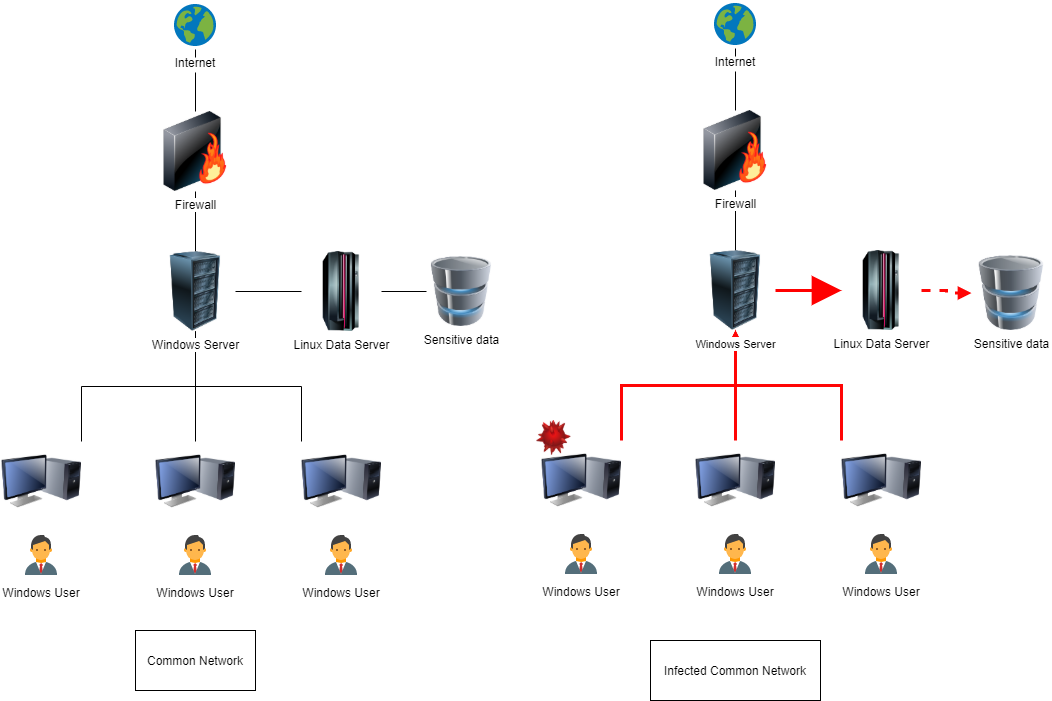 Internet
Firewall
Windows Server
Linux Data Server
Sensitive data
Windows User
Windows User
Windows User
Common Network
Internet
Firewall
Windows Server
Linux Data Server
Sensitive data
Windows User
Windows User
Windows User
Infected Common Network